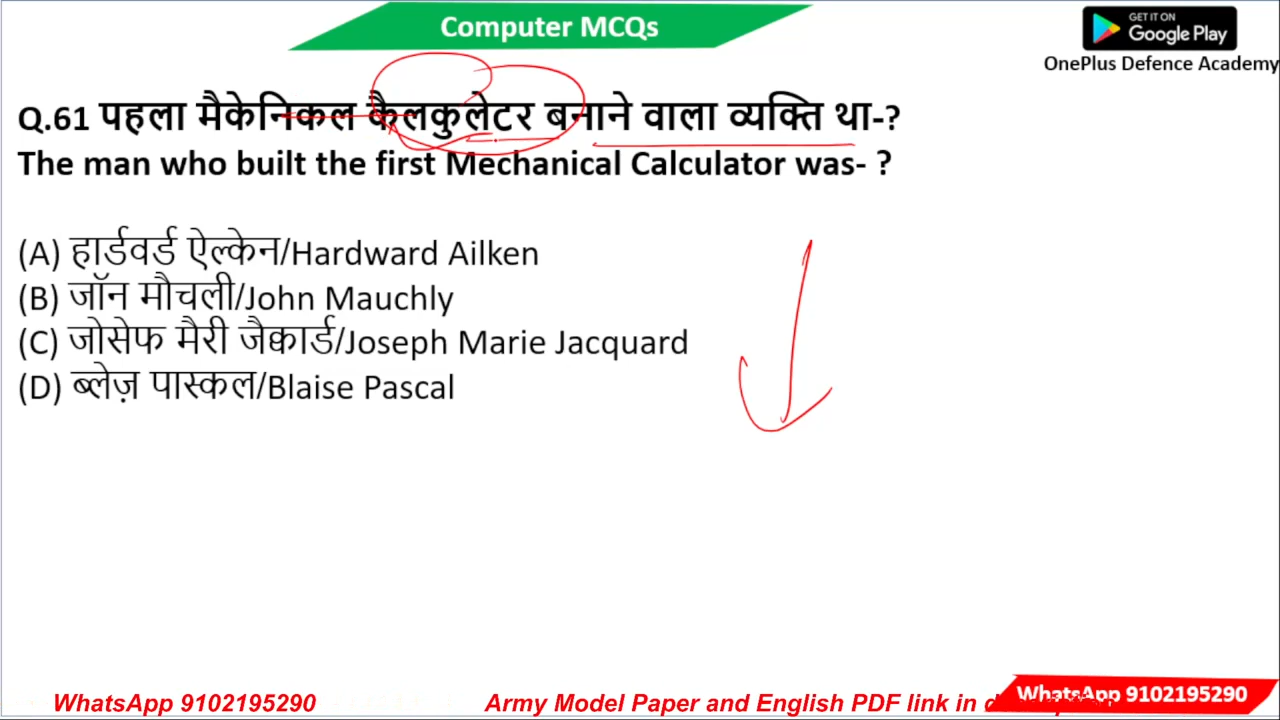 Computer MCQs
GET IT ON
Google Play
OnePlus Defence Academy
Q.61 पहला मैकेनिकल कैलकुलेटर बनाने वाला व्यक्ति था-?
The man who built the first Mechanical Calculator was- ?
(A) हार्डवर्ड ऐल्केन/Hardward Ailken
(B) जॉन मौचली/John Mauchly
(C) जोसेफ मैरी जैक्वार्ड/Joseph Marie Jacquard
(D) ब्लेज़ पास्कल/Blaise Pascal
WhatsApp 9102195290
Army Model Paper and English PDF link in
WhatsApp 9102195290